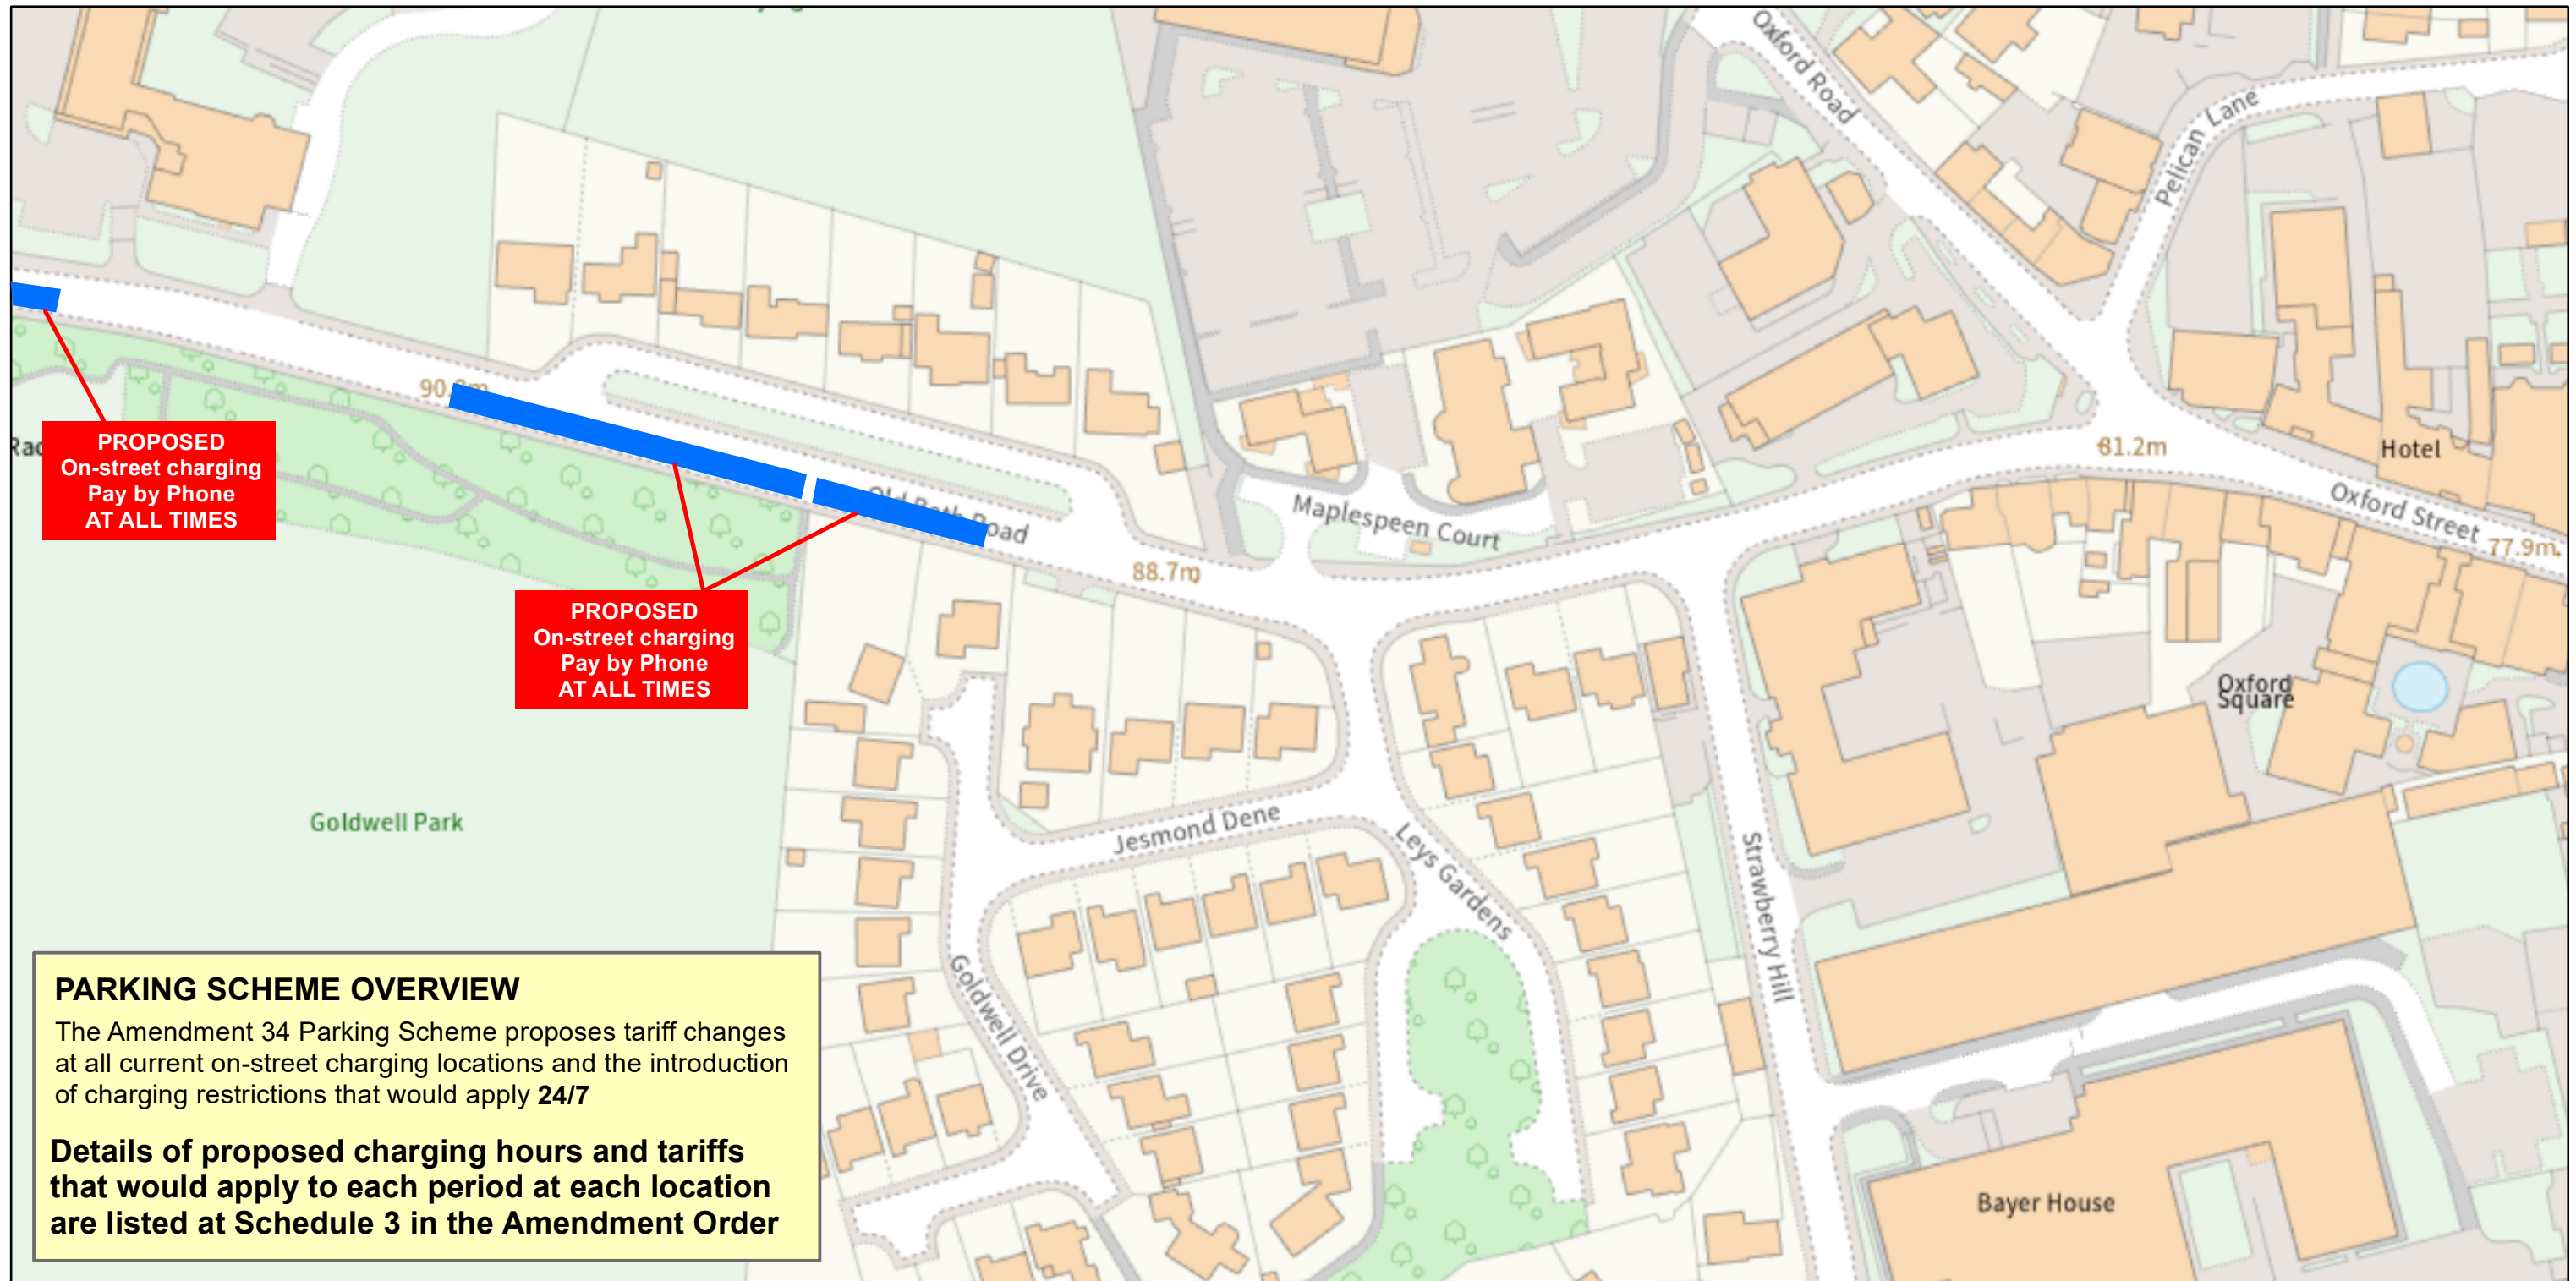 Oxford Road
Pelican Lane
90.
Hotel
81.2m
PROPOSED
On-street charging
Pay by Phone
AT ALL TIMES
Old Bath Road
Maplespeen Court
Oxford Street
77.9m
88.7m
PROPOSED
On-street charging
Pay by Phone
AT ALL TIMES
Oxford
Square
Goldwell Park
Jesmond Dene
Leys Gardens
Strawberry Hill
Goldwell Drive
PARKING SCHEME OVERVIEW
The Amendment 34 Parking Scheme proposes tariff changes
at all current on-street charging locations and the introduction
of charging restrictions that would apply 24/7
Details of proposed charging hours and tariffs
that would apply to each period at each location
are listed at Schedule 3 in the Amendment Order
Bayer House